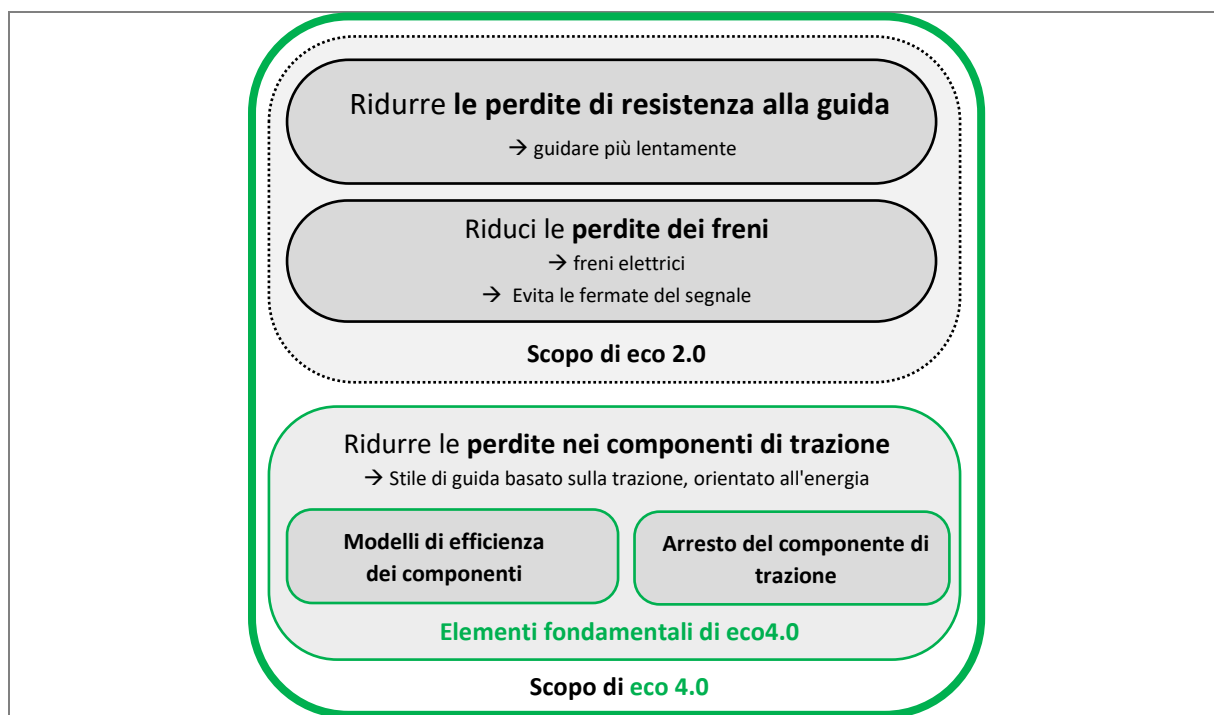 Ridurre le perdite di resistenza alla guida
→ guidare più lentamente
Riduci le perdite dei freni
→ freni elettrici
→ Evita le fermate del segnale
Scopo di eco 2.0
Ridurre le perdite nei componenti di trazione
→ Stile di guida basato sulla trazione, orientato all'energia
Modelli di efficienza
dei componenti
Arresto del componente di
trazione
Elementi fondamentali di eco4.0
Scopo di eco 4.0